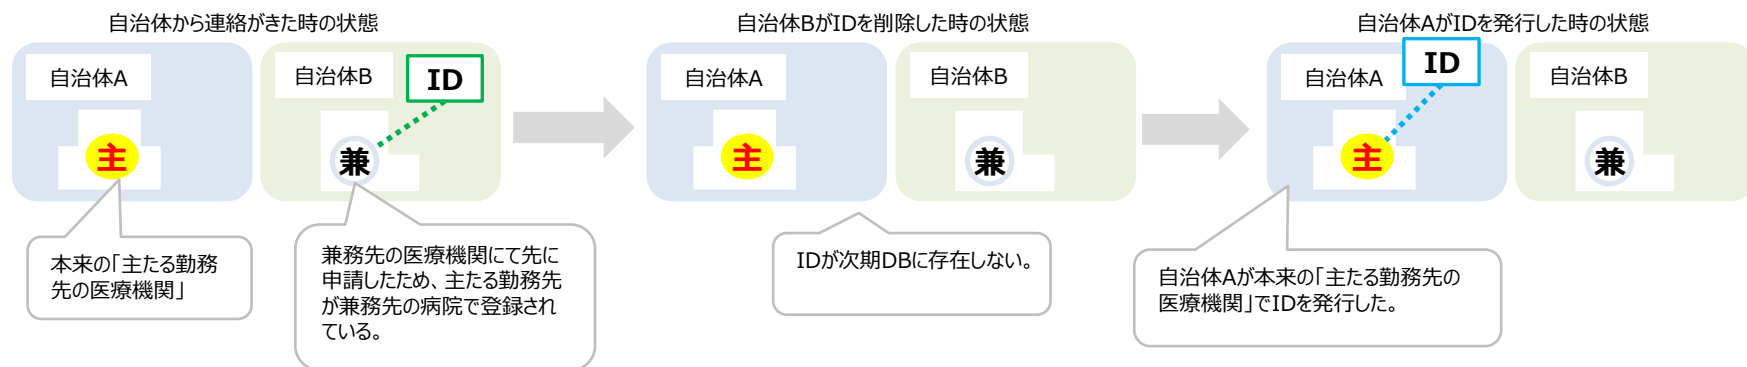 自治体から連絡がきた時の状態
自治体A
自治体B
ID
主
兼
本来の「主たる勤務
先の医療機関」
兼務先の医療機関にて先に
申請したため、主たる勤務先
が兼務先の病院で登録され
ている。
自治体BがIDを削除した時の状態
自治体A
自治体B
主
兼
IDが次期DBに存在しない。
自治体AがIDを発行した時の状態
自治体A
ID
自治体B
主
兼
自治体Aが本来の「主たる勤務先の
医療機関」でIDを発行した。